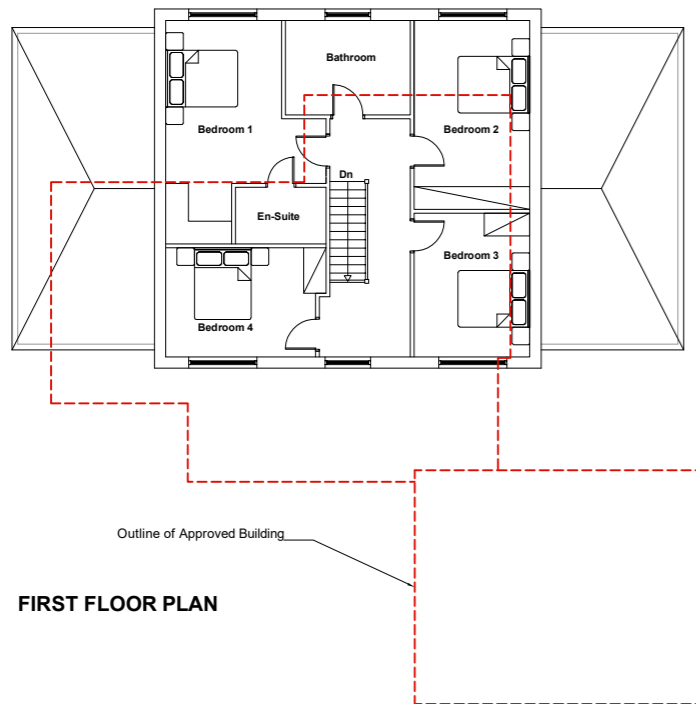 Bathroom
Bedroom 1
Bedroom 2
Dn
En-Suite
Bedroom 3
Bedroom 4
Outline of Approved Building
FIRST FLOOR PLAN